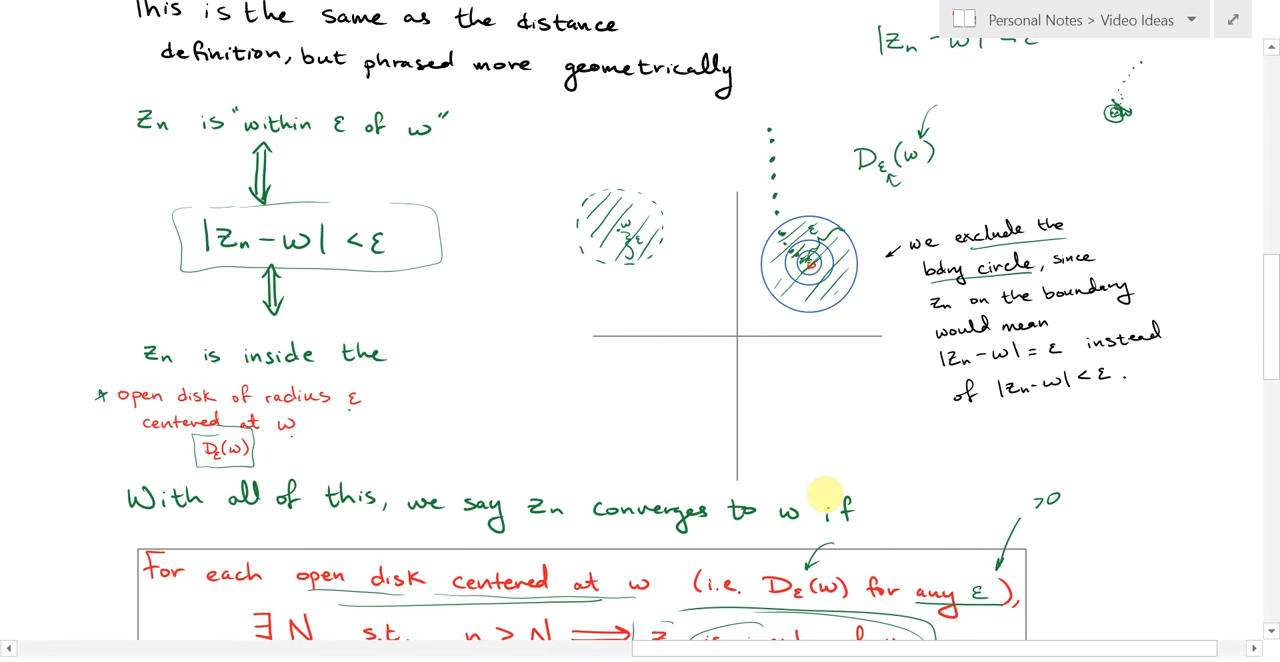 This is the same as the distance
definition, but phrased more geometrically
Personal Notes > Video Ideas
Zn is "within ε of w"
|Zn - w| < ε
Zn is inside the
* open disk of radius ε
centered at w
Dε(w)
Dε(w)
w
ε
ε
w
we exclude the
bdry circle, since
Zn on the boundary
would mean
|Zn-w| = ε instead
of |Zn-w| < ε.
With all of this, we say Zn converges to w if
>0
For each open disk centered at w (i.e. Dε(w) for any ε),
∃ N s.t. n > N ⟹